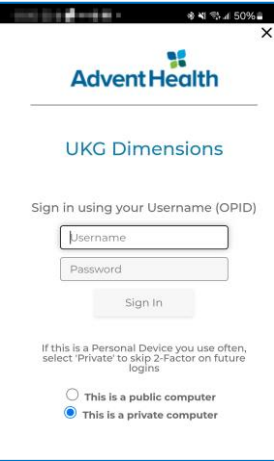 50%
X
AdventHealth
UKG Dimensions
Sign in using your Username (OPID)
Username
Password
Sign In
If this is a Personal Device you use often,
select 'Private' to skip 2-Factor on future
logins
This is a public computer
This is a private computer